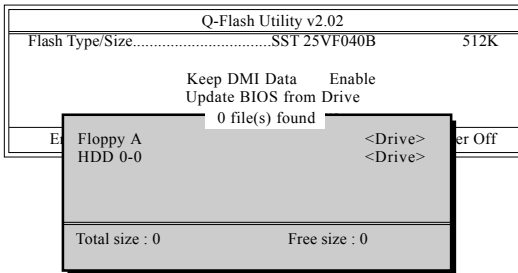 Q-Flash Utility v2.02
Flash Type/Size.................................SST 25VF040B 512K
Keep DMI Data Enable
Update BIOS from Drive
0 file(s) found
Floppy A <Drive>
HDD 0-0 <Drive>
Total size : 0 Free size : 0
Off